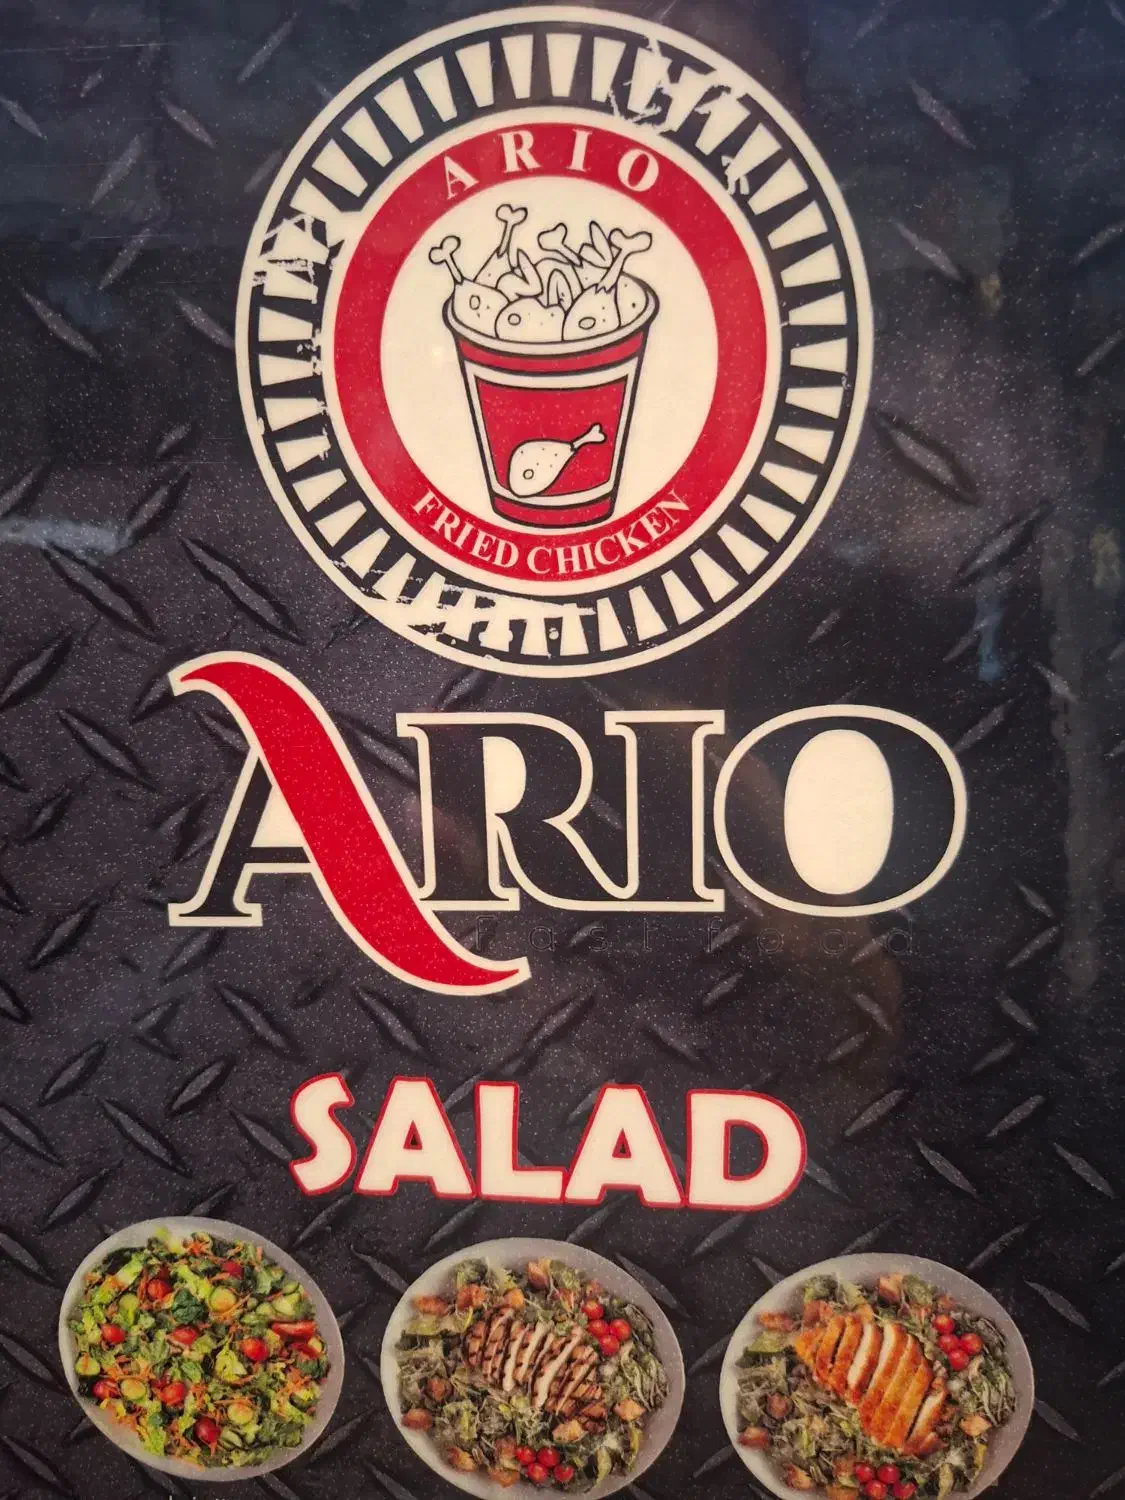 ARIO
FRIED CHICKEN
ARIO
Fast food
SALAD